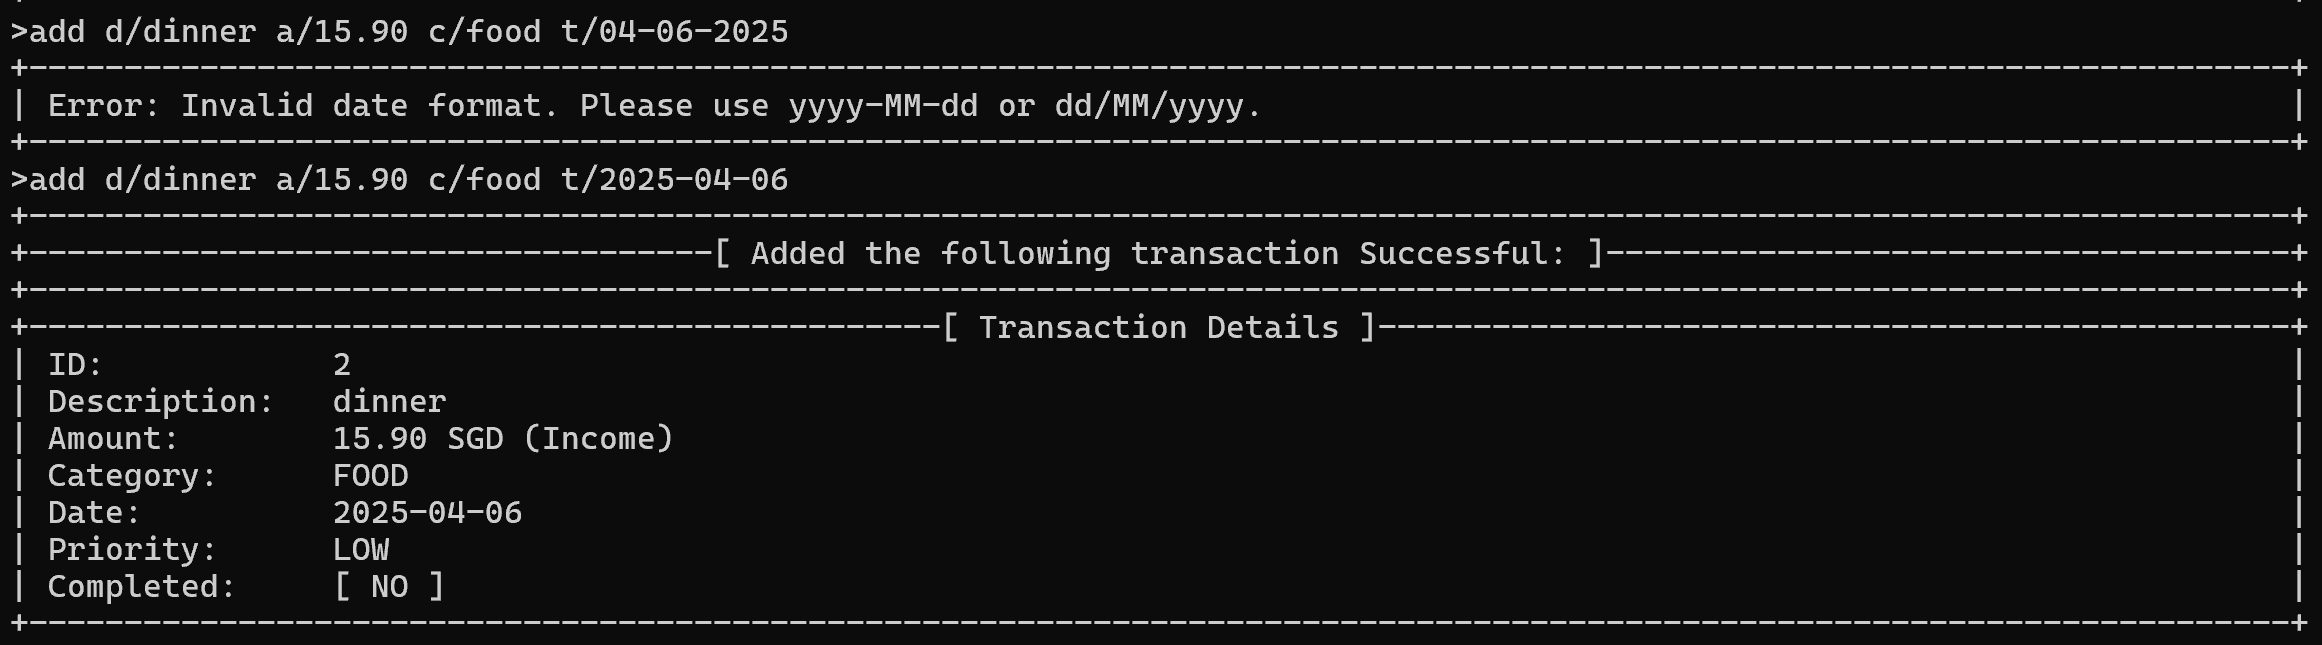 >add d/dinner a/15.90 c/food t/04-06-2025
+------------------------------------------------------------------------------------------------------------------------+
| Error: Invalid date format. Please use yyyy-MM-dd or dd/MM/yyyy. |
+------------------------------------------------------------------------------------------------------------------------+
>add d/dinner a/15.90 c/food t/2025-04-06
+------------------------------------------------------------------------------------------------------------------------+
+------------------------------------[ Added the following transaction Successful: ]------------------------------------+
+------------------------------------------------------------------------------------------------------------------------+
+------------------------------------------------[ Transaction Details ]------------------------------------------------+
| ID: 2 |
| Description: dinner |
| Amount: 15.90 SGD (Income) |
| Category: FOOD |
| Date: 2025-04-06 |
| Priority: LOW |
| Completed: [ NO ] |
+------------------------------------------------------------------------------------------------------------------------+